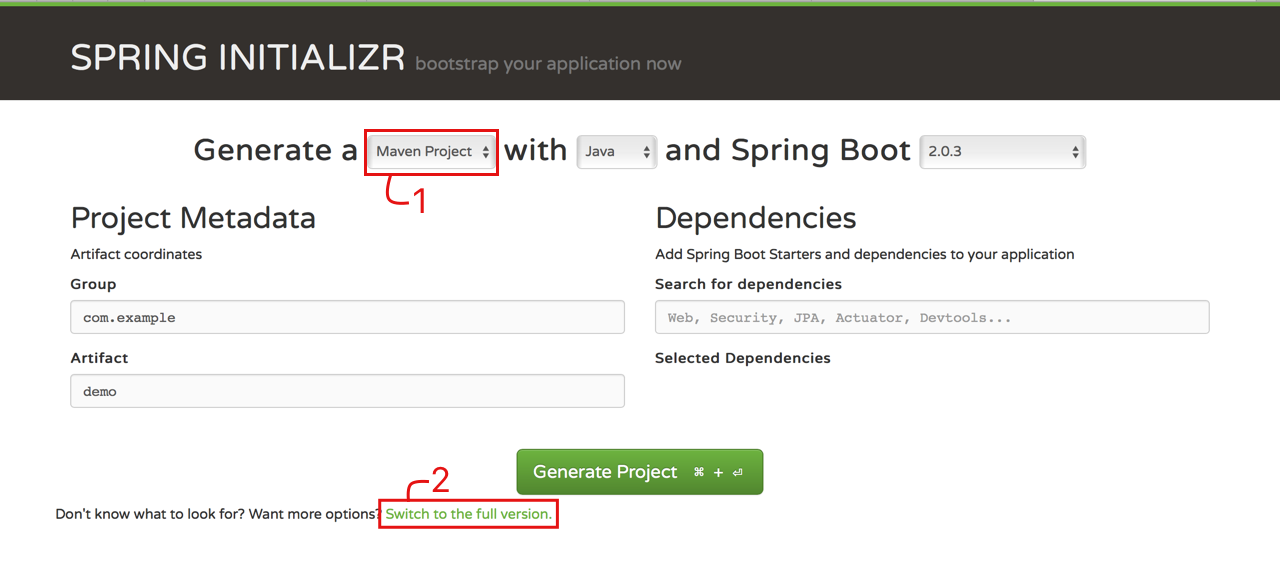 SPRING INITIALIZR bootstrap your application now
Generate a Maven Project with Java and Spring Boot 2.0.3
1
Project Metadata
Artifact coordinates
Group
com.example
Artifact
demo
Dependencies
Add Spring Boot Starters and dependencies to your application
Search for dependencies
Web, Security, JPA, Actuator, Devtools...
Selected Dependencies
Generate Project ⌘ + ⏎
2
Don't know what to look for? Want more options? Switch to the full version.